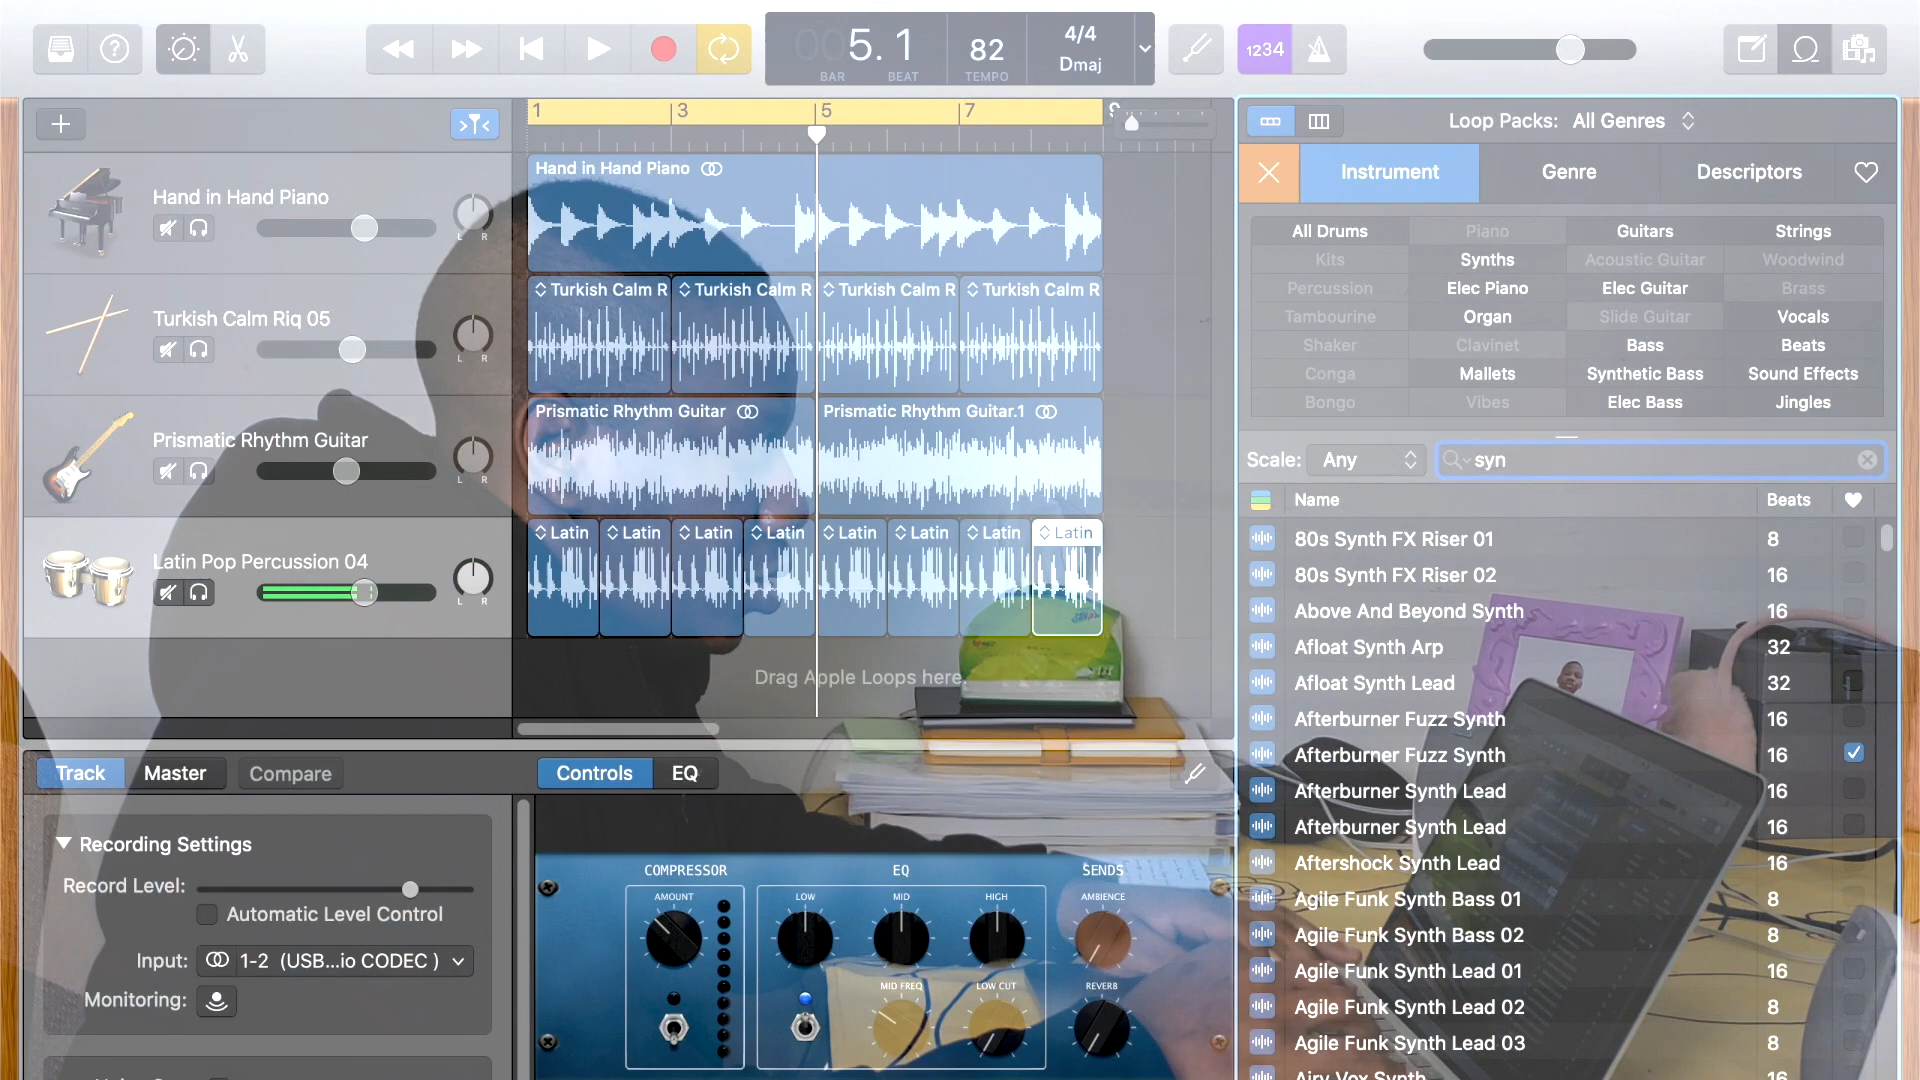 005. 1
BAR BEAT
82
TEMPO
4/4
Dmaj
1234
1 3 5 7 9
Loop Packs: All Genres
Instrument Genre Descriptors
Hand in Hand Piano
L R
Hand in Hand Piano
Turkish Calm Riq 05
L R
Turkish Calm R Turkish Calm R Turkish Calm R Turkish Calm R
Prismatic Rhythm Guitar
L R
Prismatic Rhythm Guitar Prismatic Rhythm Guitar.1
Latin Pop Percussion 04
L R
Latin Latin Latin Latin Latin Latin Latin Latin
Drag Apple Loops here.
All Drums Piano Guitars Strings
Kits Synths Acoustic Guitar Woodwind
Percussion Elec Piano Elec Guitar Brass
Tambourine Organ Slide Guitar Vocals
Shaker Clavinet Bass Beats
Conga Mallets Synthetic Bass Sound Effects
Bongo Vibes Elec Bass Jingles
Scale: Any syn
Name Beats
80s Synth FX Riser 01 8
80s Synth FX Riser 02 16
Above And Beyond Synth 16
Afloat Synth Arp 32
Afloat Synth Lead 32
Afterburner Fuzz Synth 16
Afterburner Fuzz Synth 16
Afterburner Synth Lead 16
Afterburner Synth Lead 16
Aftershock Synth Lead 16
Agile Funk Synth Bass 01 8
Agile Funk Synth Bass 02 8
Agile Funk Synth Lead 01 16
Agile Funk Synth Lead 02 8
Agile Funk Synth Lead 03 8
Airy Vox Synth 16
Track Master Compare
Controls EQ
Recording Settings
Record Level:
Automatic Level Control
Input: 1-2 (USB...io CODEC )
Monitoring:
COMPRESSOR EQ SENDS
AMOUNT LOW MID HIGH AMBIENCE
MID FREQ LOW CUT REVERB